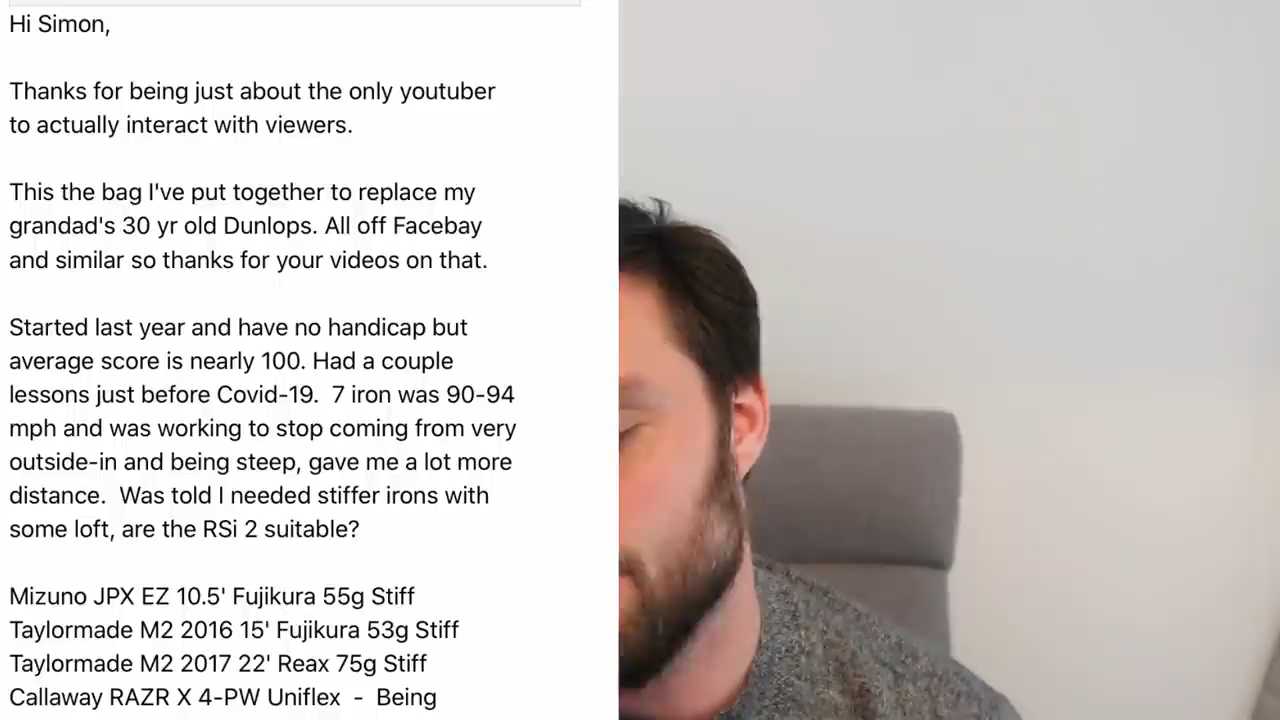 Hi Simon,
Thanks for being just about the only youtuber
to actually interact with viewers.
This the bag I've put together to replace my
grandad's 30 yr old Dunlops. All off Facebay
and similar so thanks for your videos on that.
Started last year and have no handicap but
average score is nearly 100. Had a couple
lessons just before Covid-19.  7 iron was 90-94
mph and was working to stop coming from very
outside-in and being steep, gave me a lot more
distance.  Was told I needed stiffer irons with
some loft, are the RSi 2 suitable?
Mizuno JPX EZ 10.5' Fujikura 55g Stiff
Taylormade M2 2016 15' Fujikura 53g Stiff
Taylormade M2 2017 22' Reax 75g Stiff
Callaway RAZR X 4-PW Uniflex  -  Being